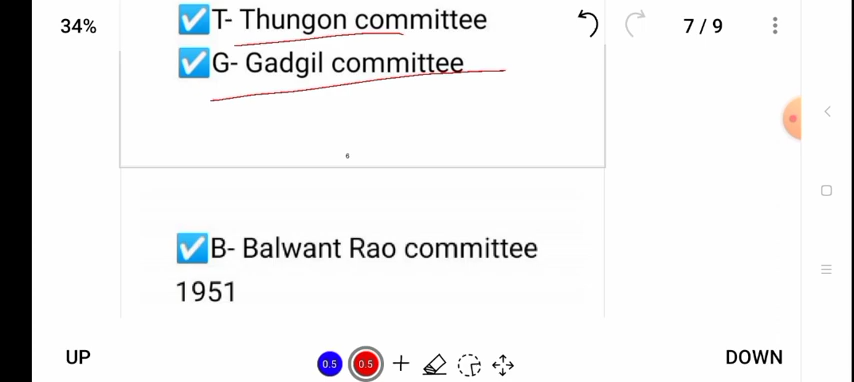 34%
7 / 9
✅T- Thungon committee
✅G- Gadgil committee
6
✅B- Balwant Rao committee
1951
UP
0.5
0.5
DOWN